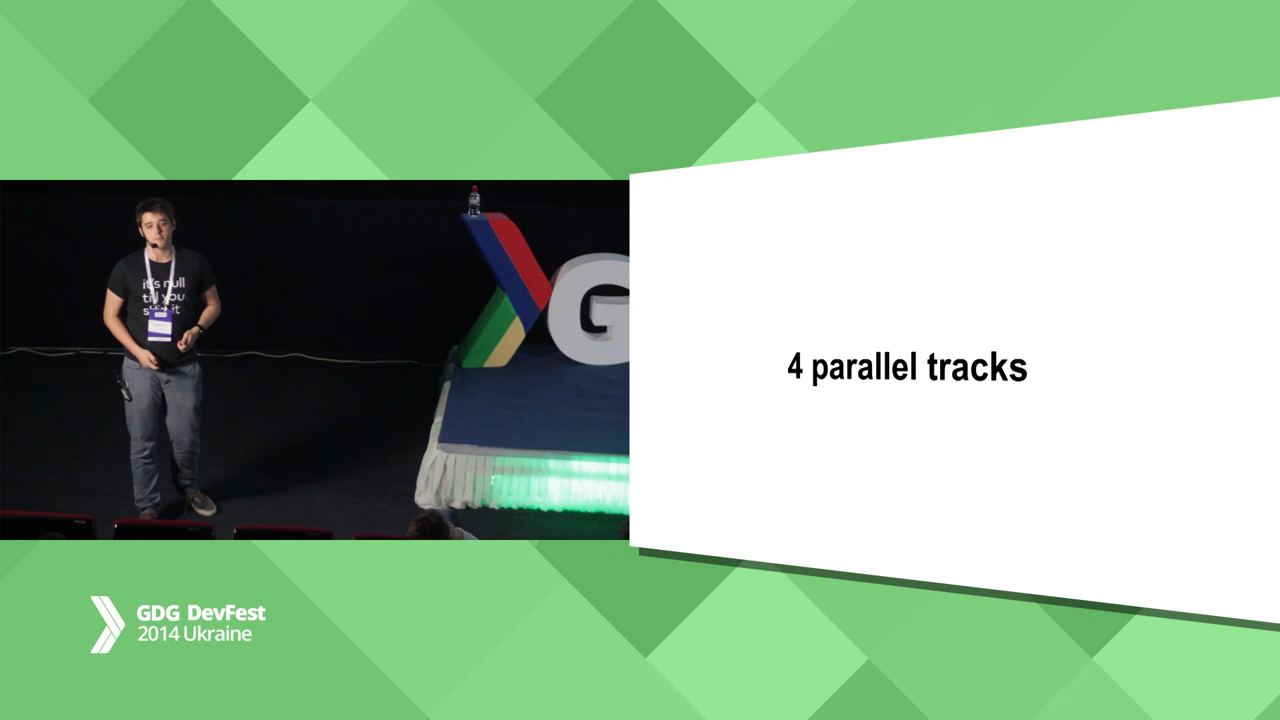 it's null
till you
G
4 parallel tracks
GDG DevFest
2014 Ukraine